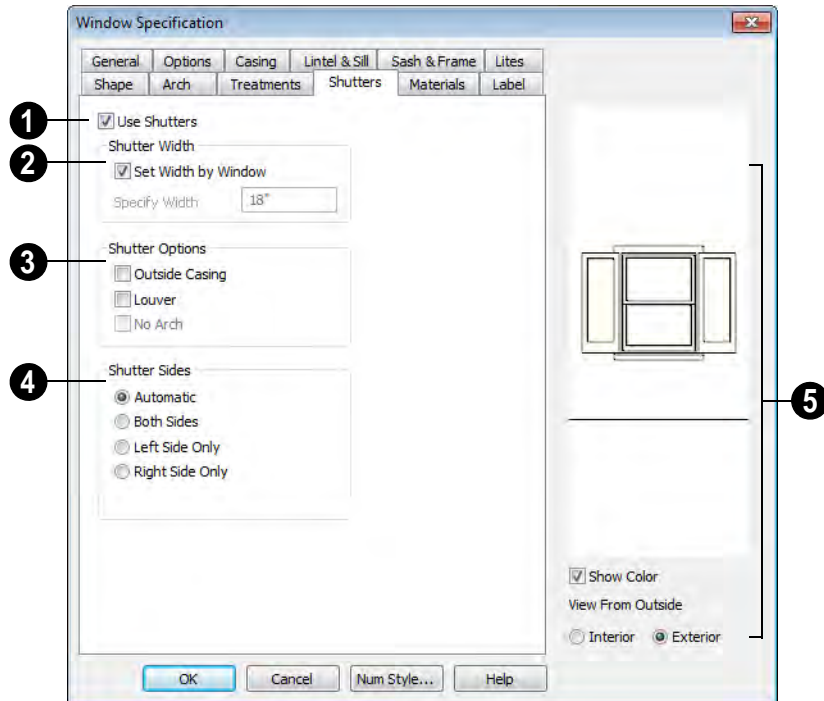 Window Specification
General Options Casing Lintel & Sill Sash & Frame Lites
Shape Arch Treatments Shutters Materials Label
1 Use Shutters
Shutter Width
2 Set Width by Window
Specify Width 18"
Shutter Options
3 Outside Casing
Louver
No Arch
Shutter Sides
4 Automatic
Both Sides
Left Side Only
Right Side Only
5
Show Color
View From Outside
Interior Exterior
OK Cancel Num Style... Help